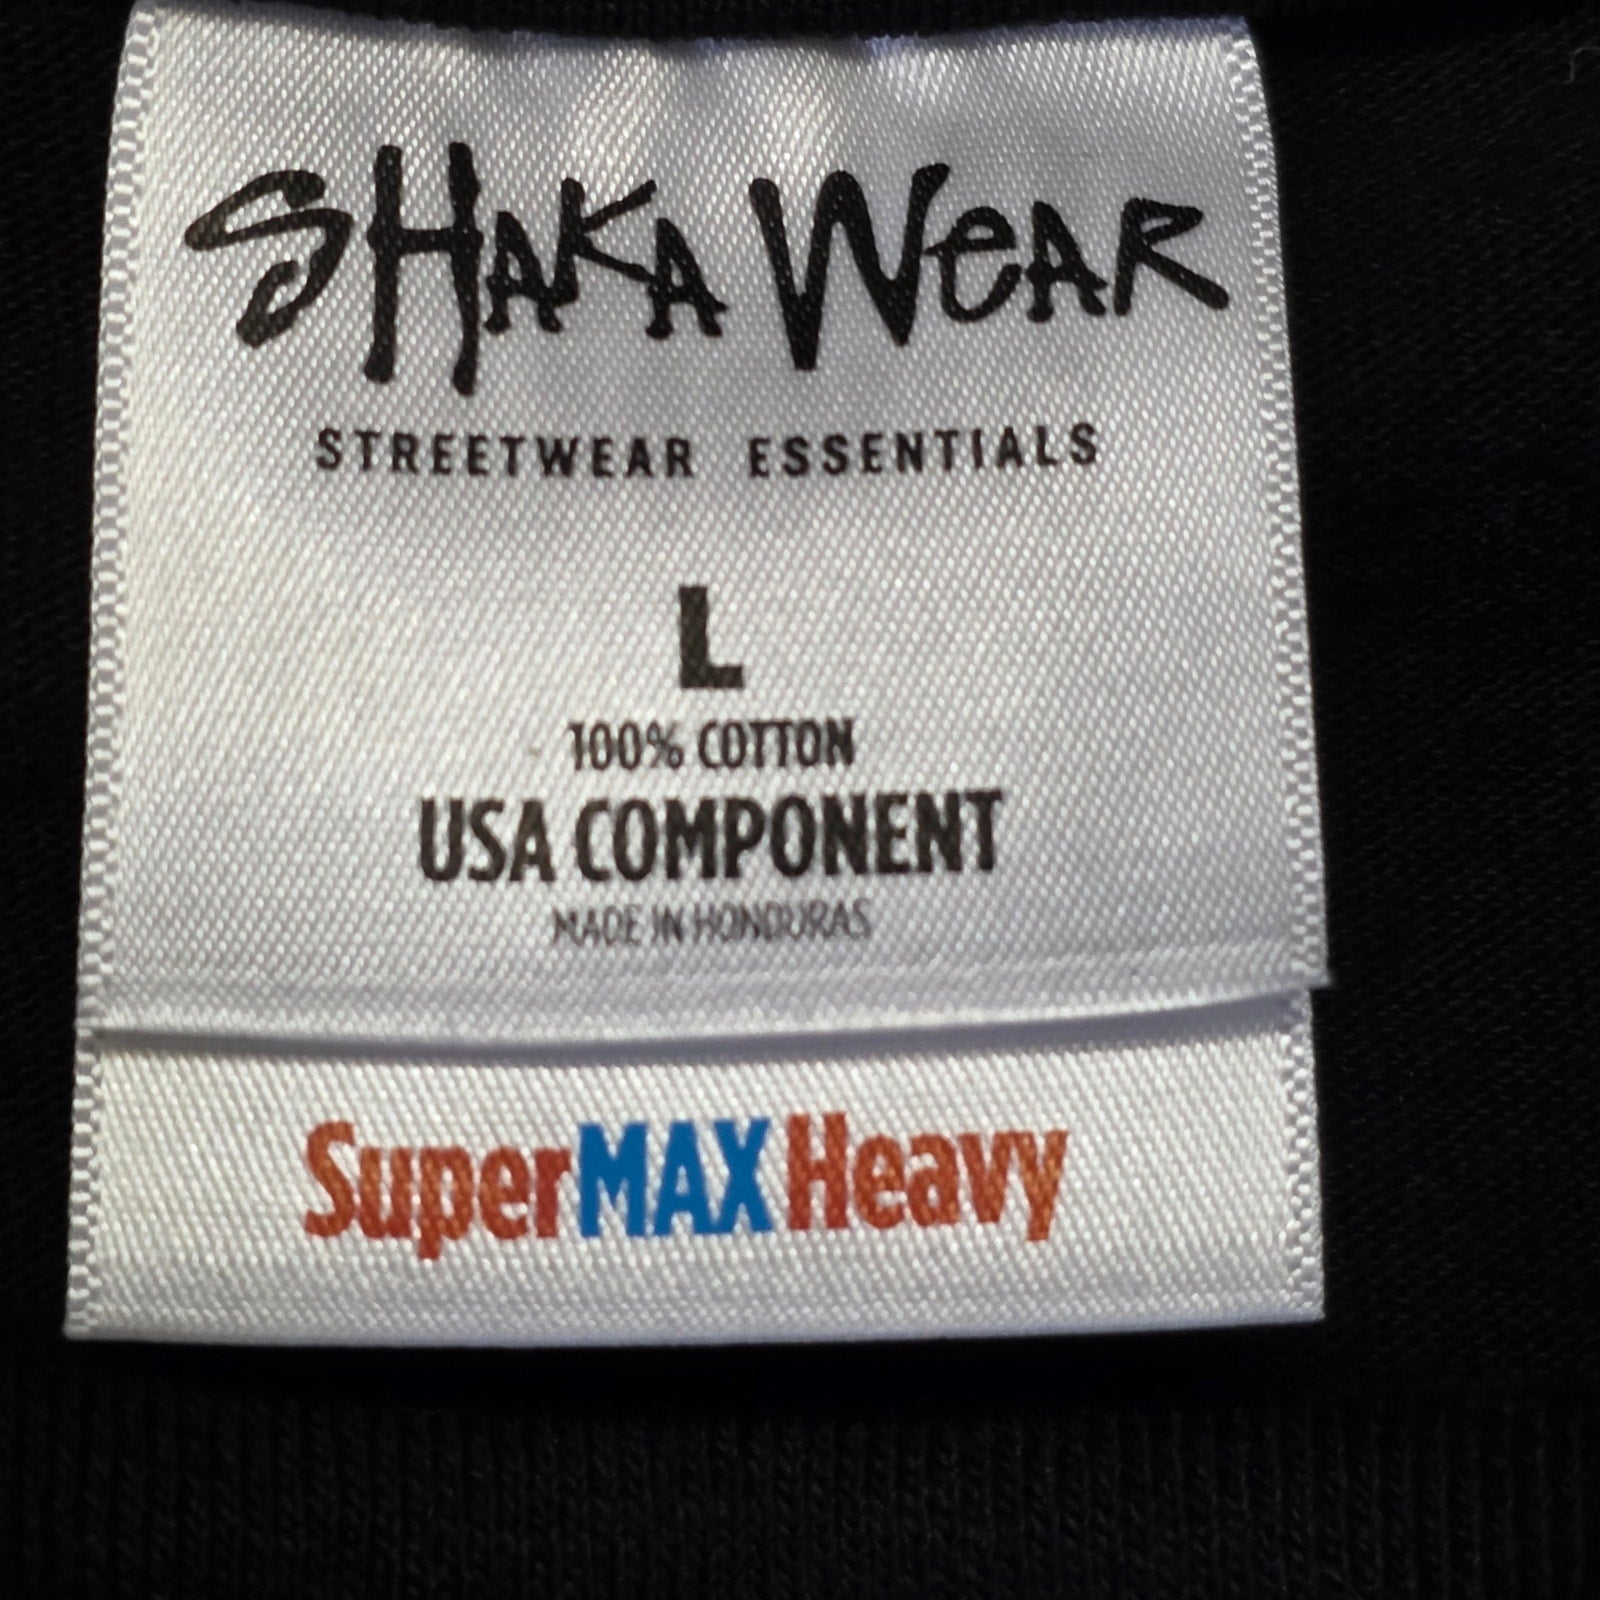 SHAKA WEAR
STREETWEAR ESSENTIALS
L
100% COTTON
USA COMPONENT
MADE IN HONDURAS
SuperMAXHeavy